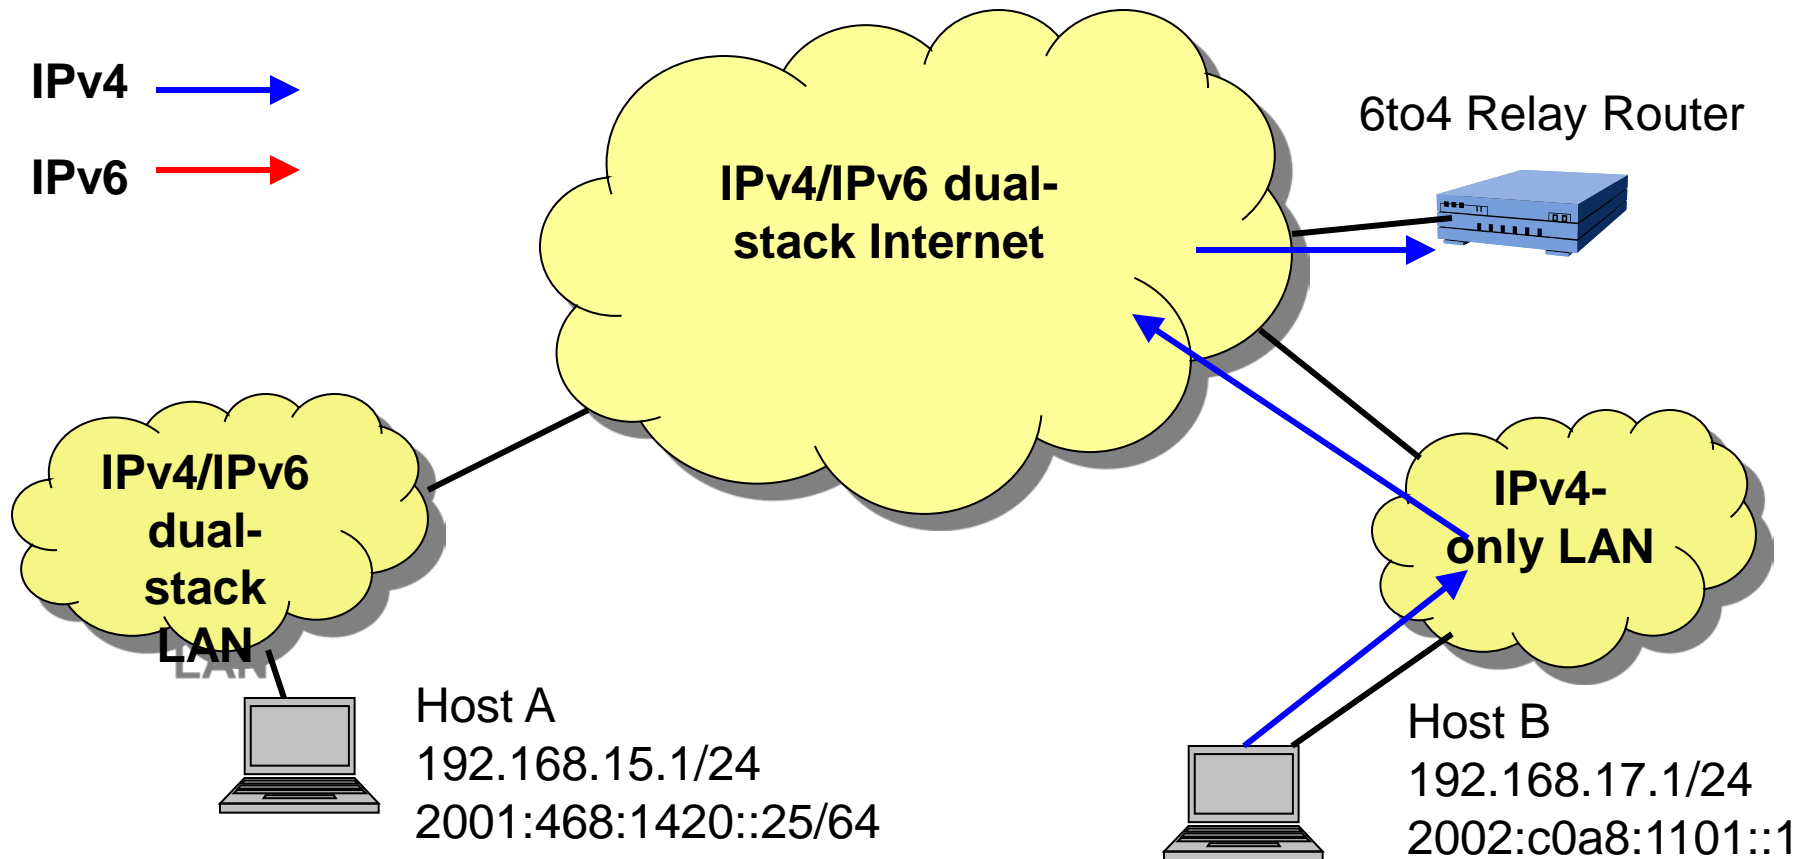 IPv4
IPv6
6to4 Relay Router
IPv4/IPv6 dual-
stack Internet
IPv4/IPv6
dual-
stack
LAN
IPv4-
only LAN
Host A
192.168.15.1/24
2001:468:1420::25/64
Host B
192.168.17.1/24
2002:c0a8:1101::1